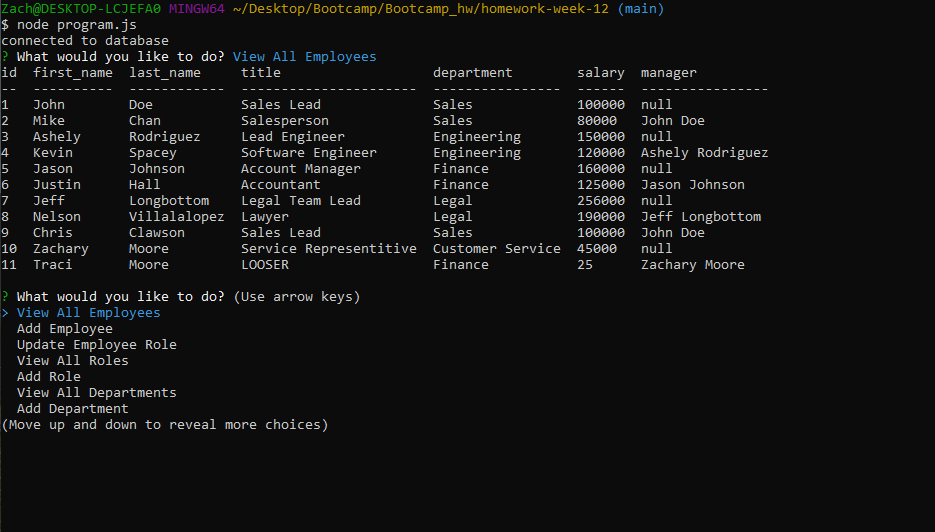 Zach@DESKTOP-LCJEFA0 MINGW64 ~/Desktop/Bootcamp/Bootcamp_hw/homework-week-12 (main)
$ node program.js
connected to database
? What would you like to do? View All Employees
id  first_name  last_name     title                   department        salary  manager
--  ----------  ------------  ----------------------  ----------------  ------  ----------------
1   John        Doe           Sales Lead              Sales             100000  null
2   Mike        Chan          Salesperson             Sales             80000   John Doe
3   Ashely      Rodriguez     Lead Engineer           Engineering       150000  null
4   Kevin       Spacey        Software Engineer       Engineering       120000  Ashely Rodriguez
5   Jason       Johnson       Account Manager         Finance           160000  null
6   Justin      Hall          Accountant              Finance           125000  Jason Johnson
7   Jeff        Longbottom    Legal Team Lead         Legal             256000  null
8   Nelson      Villalalopez  Lawyer                  Legal             190000  Jeff Longbottom
9   Chris       Clawson       Sales Lead              Sales             100000  John Doe
10  Zachary     Moore         Service Representitive  Customer Service  45000   null
11  Traci       Moore         LOOSER                  Finance           25      Zachary Moore
? What would you like to do? (Use arrow keys)
> View All Employees
  Add Employee
  Update Employee Role
  View All Roles
  Add Role
  View All Departments
  Add Department
(Move up and down to reveal more choices)